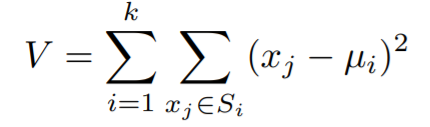 V = \sum_{i=1}^{k} \sum_{x_j \in S_i} (x_j - \mu_i)^2